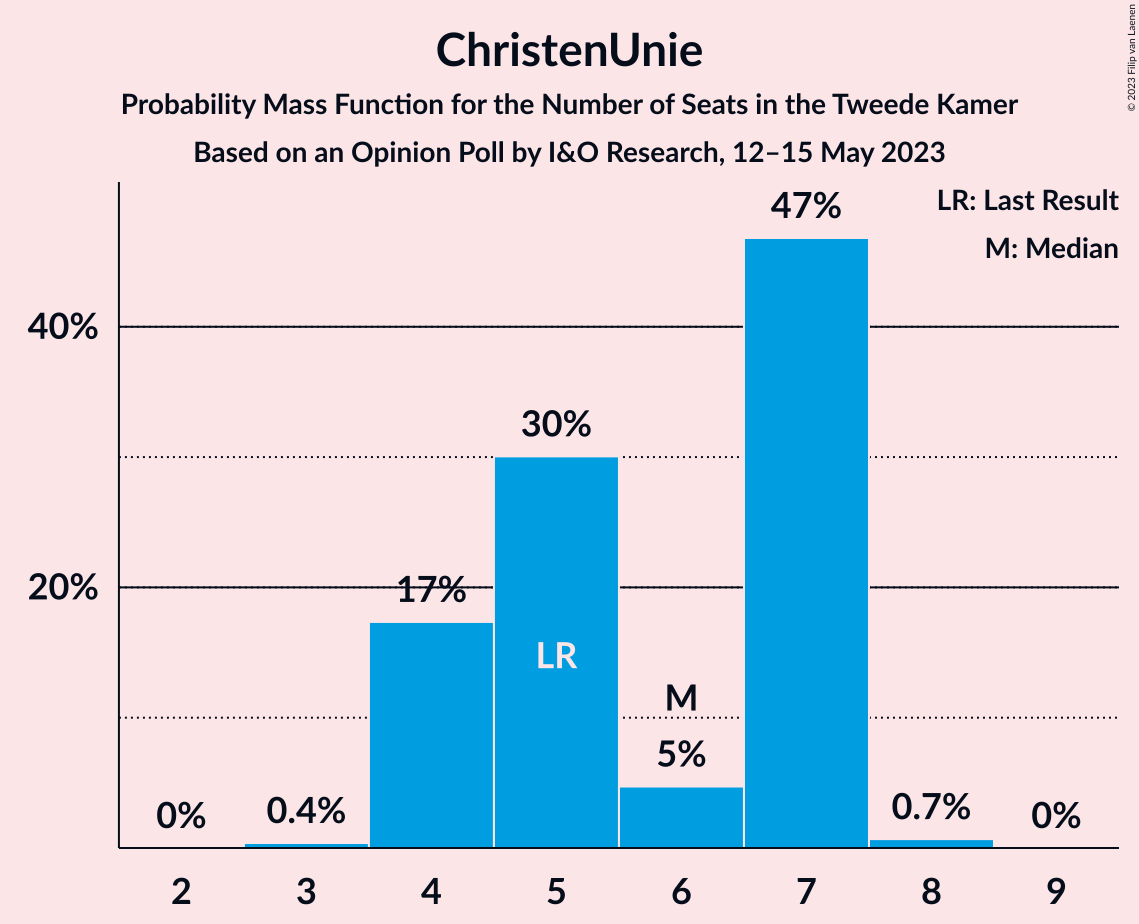 ChristenUnie
Probability Mass Function for the Number of Seats in the Tweede Kamer
Based on an Opinion Poll by I&O Research, 12–15 May 2023
© 2023 Filip van Laenen
LR: Last Result
M: Median
47%
40%
30%
20%
17%
LR
M
5%
0%
0.4%
0.7%
0%
2 3 4 5 6 7 8 9